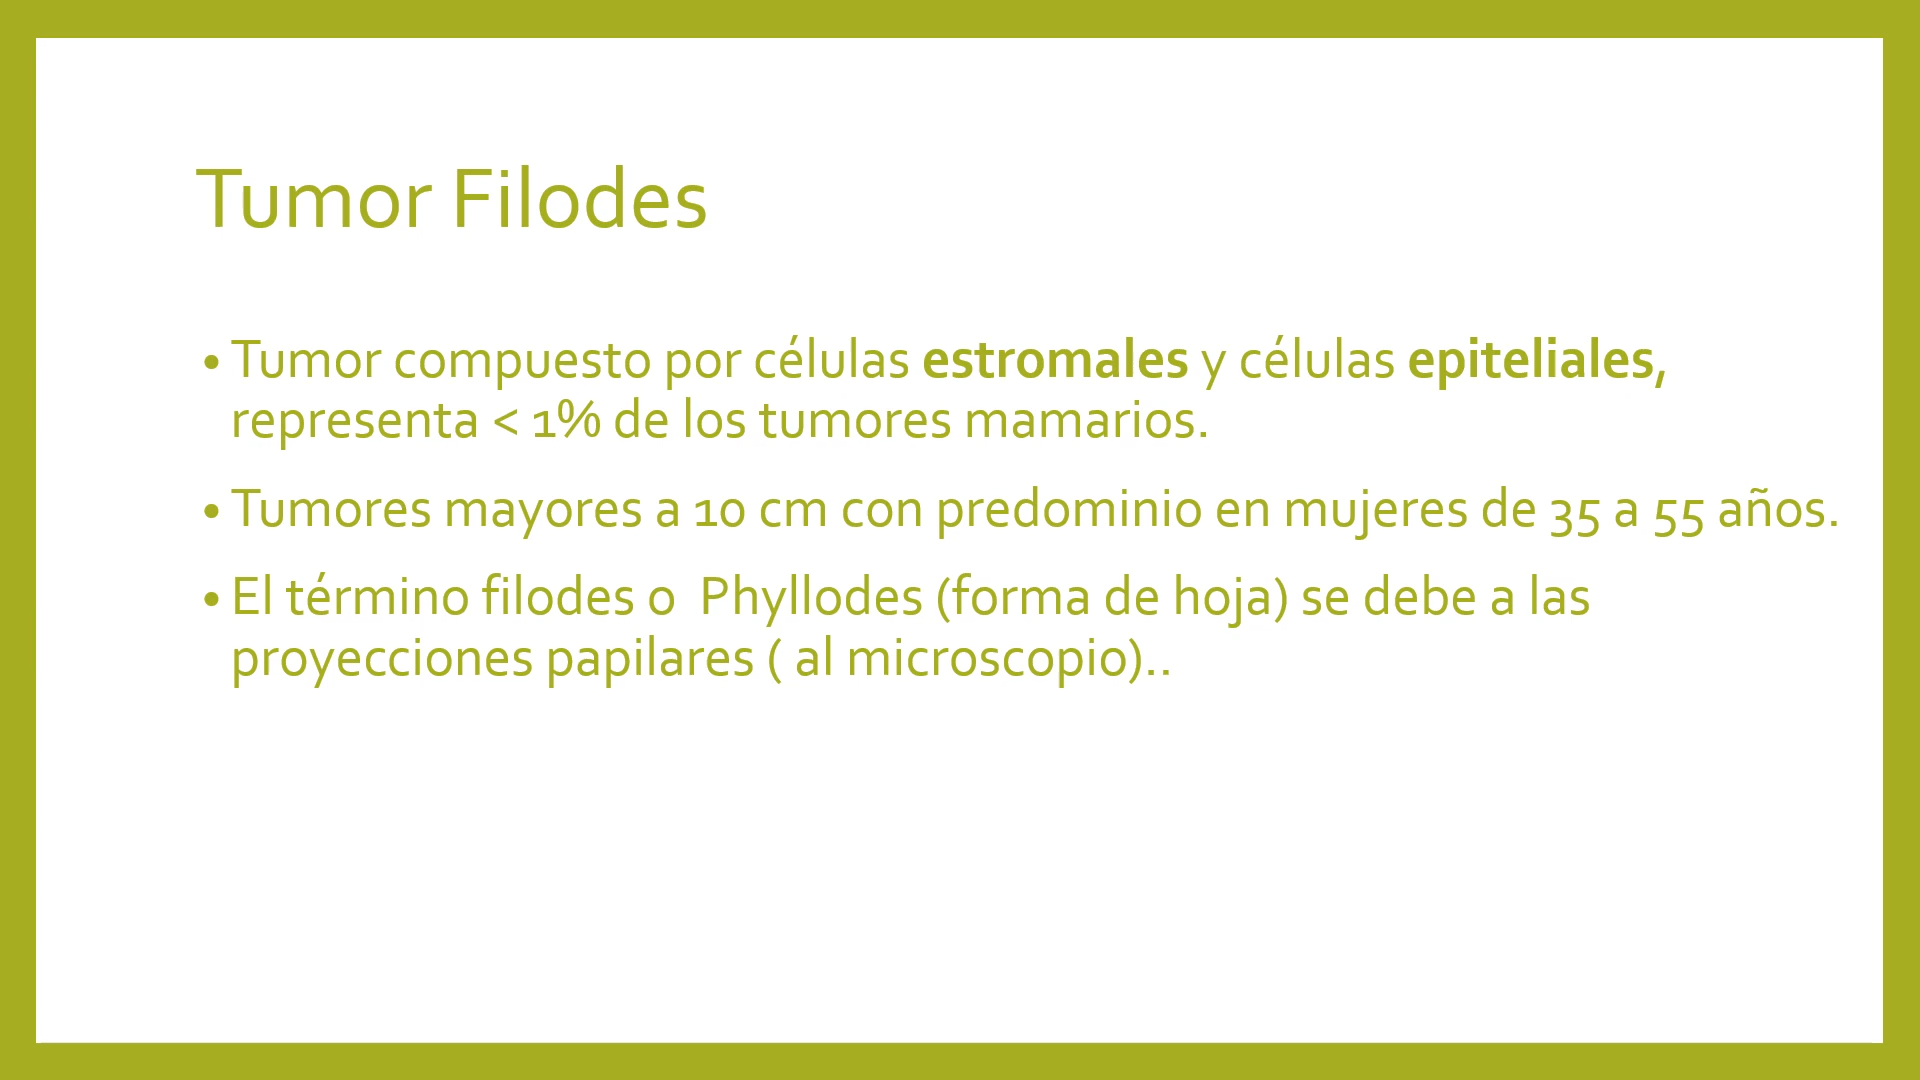 Tumor Filodes
• Tumor compuesto por células estromales y células epiteliales,
representa < 1% de los tumores mamarios.
• Tumores mayores a 10 cm con predominio en mujeres de 35 a 55 años.
• El término filodes o  Phyllodes (forma de hoja) se debe a las
proyecciones papilares ( al microscopio)..